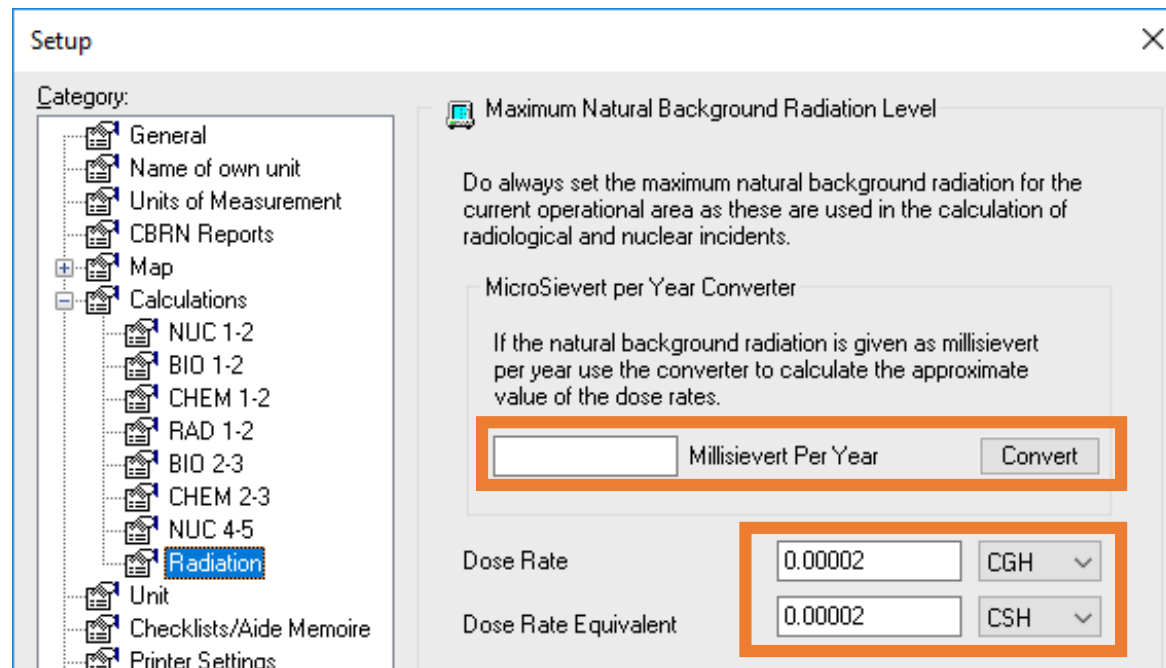 Setup
Category:
General
Name of own unit
Units of Measurement
CBRN Reports
Map
Calculations
NUC 1-2
BIO 1-2
CHEM 1-2
RAD 1-2
BIO 2-3
CHEM 2-3
NUC 4-5
Radiation
Unit
Checklists/Aide Memoire
Printer Settings
Maximum Natural Background Radiation Level
Do always set the maximum natural background radiation for the
current operational area as these are used in the calculation of
radiological and nuclear incidents.
MicroSievert per Year Converter
If the natural background radiation is given as millisievert
per year use the converter to calculate the approximate
value of the dose rates.
Millisievert Per Year Convert
Dose Rate 0.00002 CGH
Dose Rate Equivalent 0.00002 CSH